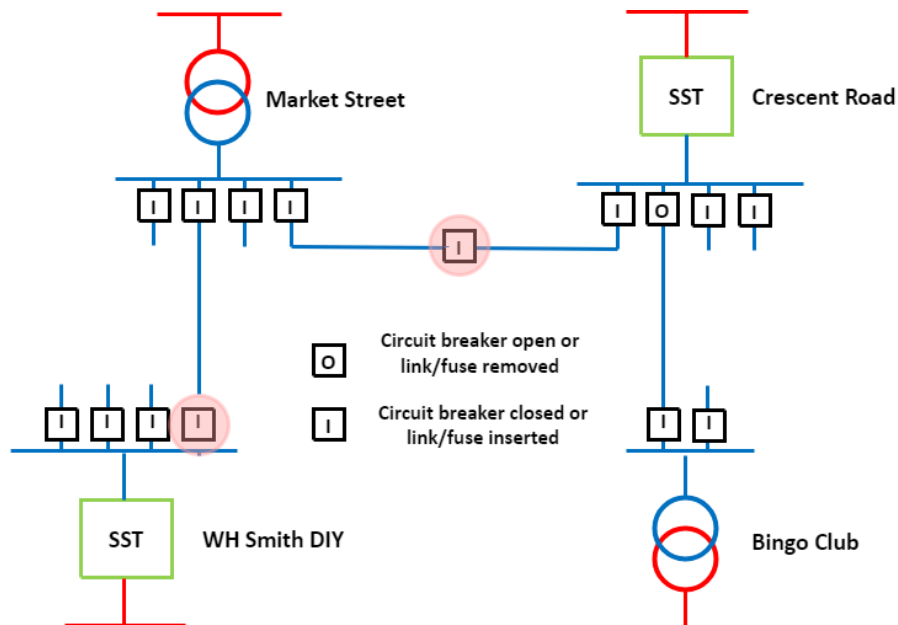 Market Street
SST
Crescent Road
I I I I
I O I I
I
O
Circuit breaker open or
link/fuse removed
I
Circuit breaker closed or
link/fuse inserted
I I I I
I I
SST
WH Smith DIY
Bingo Club